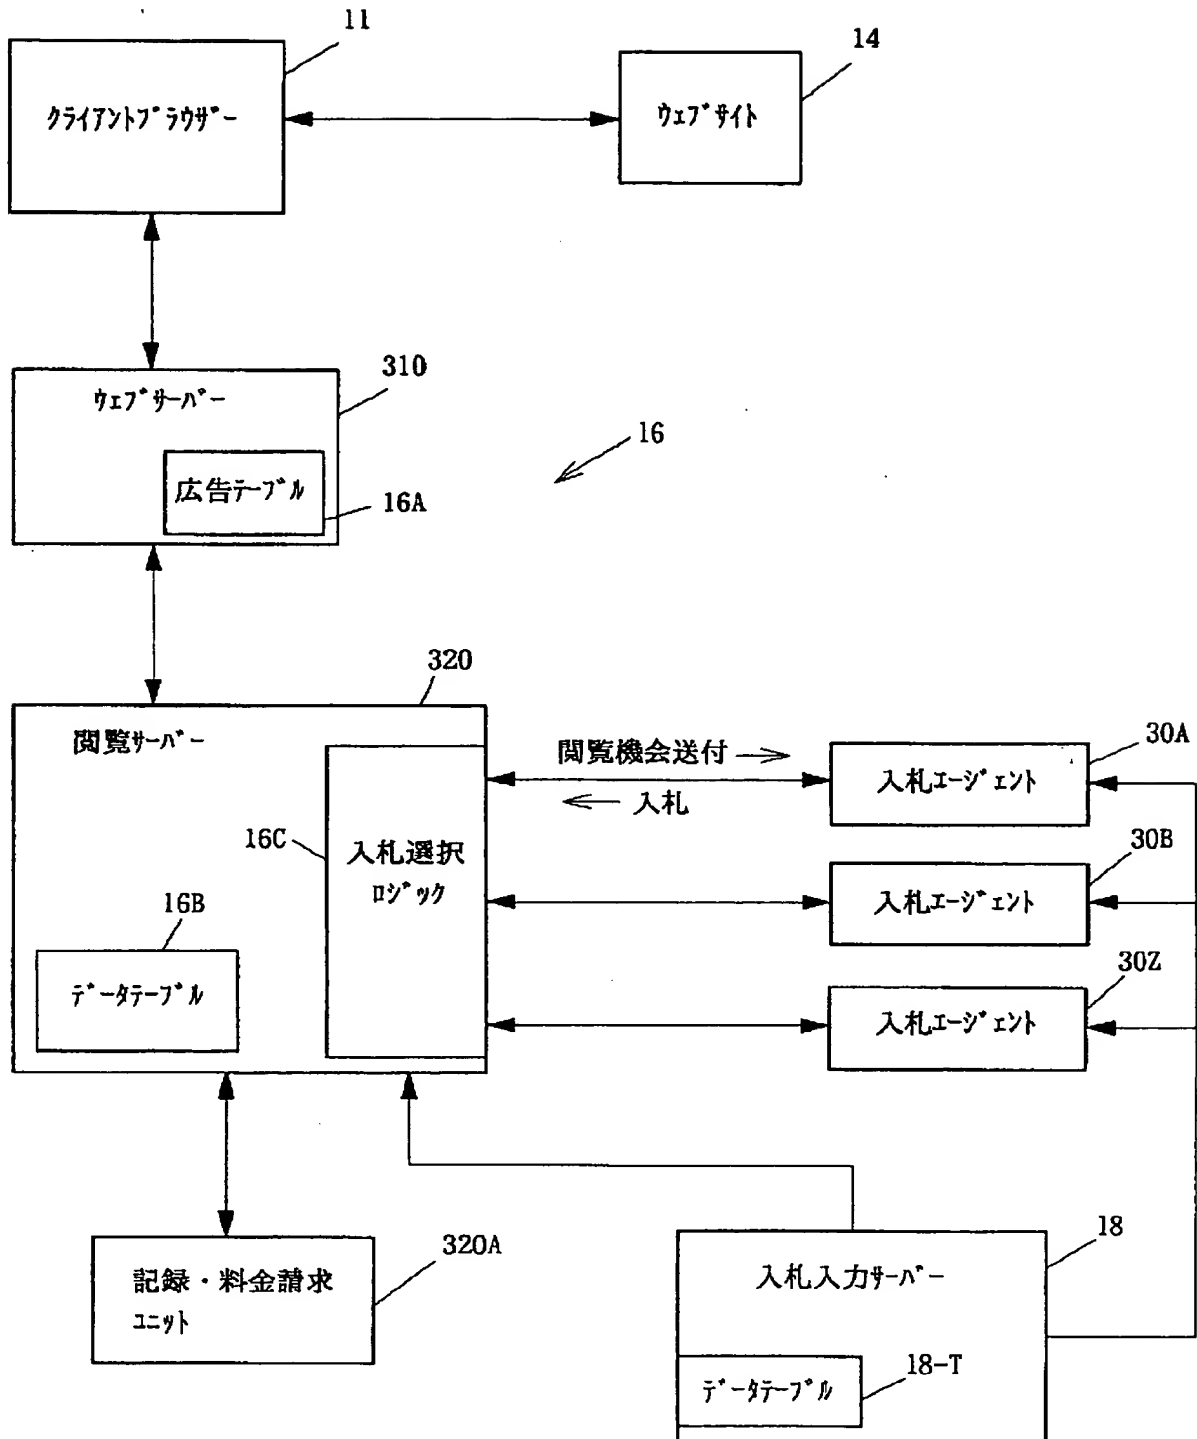 11
14
クライアントブラウザー
ウェブサイト
310
ウェブサーバー
16
広告テーブル
16A
320
閲覧サーバー
閲覧機会送付 →
30A
入札エージェント
← 入札
16C
入札選択
ロジック
30B
入札エージェント
16B
30Z
データテーブル
入札エージェント
18
320A
記録・料金請求
ユニット
入札入力サーバー
18-T
データテーブル